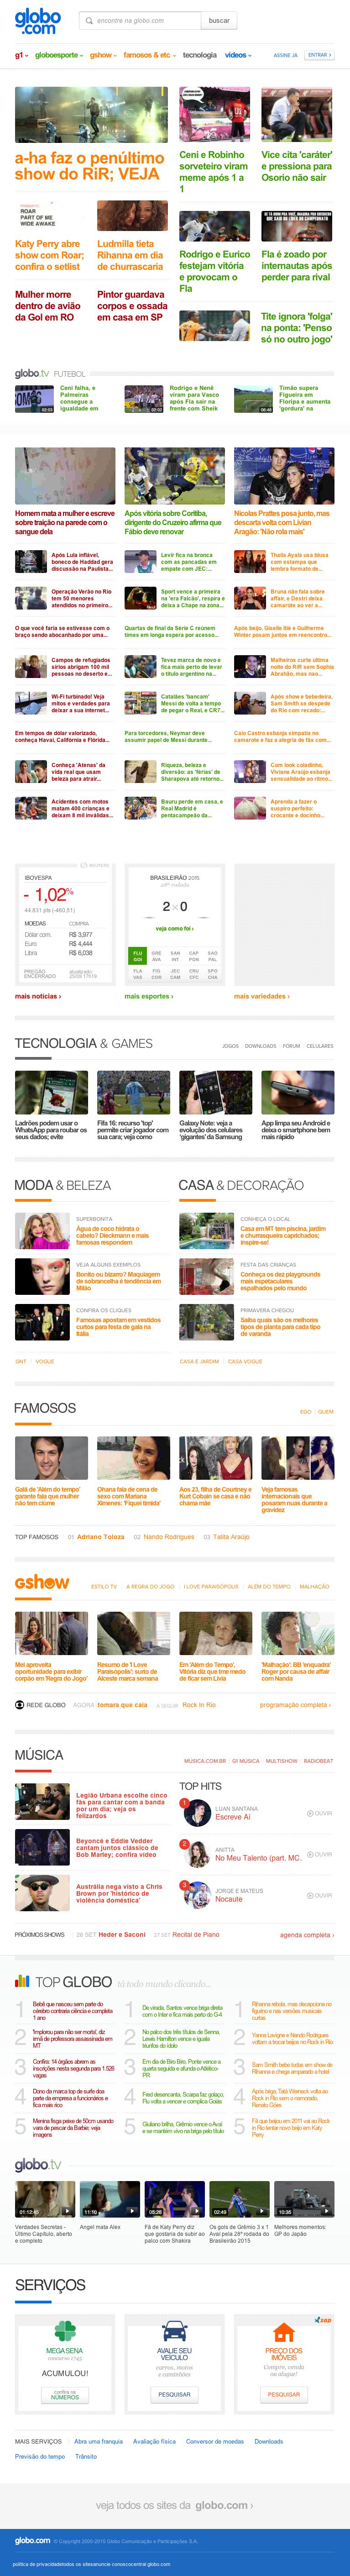 globo
.com
encontre na globo.com
buscar
g1
globoesporte
gshow
famosos & etc
tecnologia
vídeos
ASSINE JÁ
ENTRAR ›
a-ha faz o penúltimo
show do RiR; VEJA
Ceni e Robinho
sorveteiro viram
meme após 1 a
1
Vice cita 'caráter'
e pressiona para
Osorio não sair
ROAR
PART OF ME
WIDE AWAKE
Katy Perry abre
show com Roar;
confira o setlist
Ludmilla tieta
Rihanna em dia
de churrascaria
Rodrigo e Eurico
festejam vitória
e provocam o
Fla
Fla é zoado por
internautas após
perder para rival
Mulher morre
dentro de avião
da Gol em RO
Pintor guardava
corpos e ossada
em casa em SP
Tite ignora 'folga'
na ponta: 'Penso
só no outro jogo'
globo.tv FUTEBOL
Ceni falha, e
Palmeiras
consegue a
igualdade em
Rodrigo e Nenê
viram para Vasco
após Fla sair na
frente com Sheik
Timão supera
Figueira em
Floripa e aumenta
'gordura' na
Homem mata a mulher e escreve
sobre traição na parede com o
sangue dela
Após vitória sobre Coritiba,
dirigente do Cruzeiro afirma que
Fábio deve renovar
Nicolas Prattes posa junto, mas
descarta volta com Lívian
Aragão: 'Não rola mais'
Após Lula inflável,
boneco de Haddad gera
discussão na Paulista...
Levir fica na bronca
com as pancadas em
empate com JEC:...
Thaila Ayala usa blusa
com estampa que
lembra formato de...
Operação Verão no Rio
tem 50 menores
atendidos no primeiro...
Sport vence a primeira
na 'era Falcão', respira e
deixa a Chape na zona...
Bruna não fala sobre
affair, e Destri deixa
camarote ao ver a...
O que você faria se estivesse com o
braço sendo abocanhado por uma...
Quartas de final da Série C reúnem
times em longa espera por acesso...
Após beijo, Giselle Itié e Guilherme
Winter posam juntos em reencontro...
Campos de refugiados
sírios abrigam 100 mil
pessoas no deserto e...
Tevez marca de novo e
fica mais perto de levar
o título argentino na...
Malheiros curte última
noite do RiR sem Sophia
Abrahão, mas nao...
Wi-Fi turbinado! Veja
mitos e verdades para
deixar a sua internet...
Catalães 'bancam'
Messi de volta a tempo
de pegar o Real, e CR7...
Após show e bebedeira,
Sam Smith se despede
do Rio com recado:...
Em tempos de dólar valorizado,
conheça Havaí, Califórnia e Flórida...
Para torcedores, Neymar deve
assumir papel de Messi durante...
Caio Castro esbanja simpatia no
camarote e faz a alegria de fãs com...
Conheça 'Atenas' da
vida real que usam
beleza para atrair...
Riqueza, beleza e
diversão: as 'férias' de
Sharapova até retorno...
Com look coladinho,
Viviane Araújo esbanja
sensualidade ao ritmo...
Acidentes com motos
matam 400 crianças e
deixam 8 mil inválidas...
Bauru perde em casa, e
Real Madrid é
pentacampeão da...
Aprenda a fazer o
suspiro perfeito:
crocante e docinho...
REUTERS
IBOVESPA
- 1,02%
44.831 pts (-460,51)
MOEDAS COMPRA
Dólar com. R$ 3,977
Euro R$ 4,444
Libra R$ 6,038
PREGÃO
ENCERRADO
BRASILEIRÃO 2015
28ª rodada
2 × 0
veja como foi ›
FLU GRE SAN CAP SAO
GOI AVA INT PON PAL
FLA FIG JEC CRU SPO
VAS COR CAM CFC CHA
mais notícias ›
mais esportes ›
mais variedades ›
TECNOLOGIA & GAMES
JOGOS DOWNLOADS FÓRUM CELULARES
Ladrões podem usar o
WhatsApp para roubar os
seus dados; evite
Fifa 16: recurso 'top'
permite criar jogador com
sua cara; veja como
Galaxy Note: veja a
evolução dos celulares
'gigantes' da Samsung
App limpa seu Android e
deixa o smartphone bem
mais rápido
MODA & BELEZA
SUPERBONITA
Água de coco hidrata o
cabelo? Dieckmann e mais
famosas respondem
VEJA ALGUNS EXEMPLOS
Bonito ou bizarro? Maquiagem
de sobrancelha é tendência em
Milão
CONFIRA OS CLIQUES
Famosas apostam em vestidos
curtos para festa de gala na
Itália
GNT VOGUE
CASA & DECORAÇÃO
CONHEÇA O LOCAL
Casa em MT tem piscina, jardim
e churrasqueira caprichados;
inspire-se!
FESTA DAS CRIANÇAS
Conheça os dez playgrounds
mais espetaculares
espalhados pelo mundo
PRIMAVERA CHEGOU
Saiba quais são os melhores
tipos de planta para cada tipo
de varanda
CASA E JARDIM CASA VOGUE
FAMOSOS
EGO QUEM
Galã de 'Além do tempo'
garante fala que mulher
não tem ciúme
Ohana fala de cena de
sexo com Mariana
Ximenes: 'Fiquei tímida'
Aos 23, filha de Courtney e
Kurt Cobain se casa e não
chama mãe
Veja famosas
internacionais que
posaram nuas durante a
gravidez
TOP FAMOSOS 01 Adriano Toloza 02 Nando Rodrigues 03 Talita Araújo
gshow
ESTILO TV A REGRA DO JOGO I LOVE PARAISÓPOLIS ALÉM DO TEMPO MALHAÇÃO
Mel aproveita
oportunidade para exibir
corpão em 'Regra do Jogo'
Resumo de 'I Love
Paraisópolis': surto de
Alceste marca semana
Em 'Além do Tempo',
Vitória diz que tme medo
de ficar sem Lívia
'Malhação': BB 'enquadra'
Roger por causa de affair
com Nanda
REDE GLOBO AGORA tomara que caia A SEGUIR Rock In Rio programação completa ›
MÚSICA
MÚSICA.COM.BR G1 MÚSICA MULTISHOW RADIOBEAT
Legião Urbana escolhe cinco
fãs para cantar com a banda
por um dia; veja os
felizardos
Beyoncé e Eddie Vedder
cantam juntos clássico de
Bob Marley; confira vídeo
Austrália nega visto a Chris
Brown por 'histórico de
violência doméstica'
TOP HITS
1 LUAN SANTANA
Escreve Aí
OUVIR
2 ANITTA
No Meu Talento (part. MC.
OUVIR
3 JORGE E MATEUS
Nocaute
OUVIR
PRÓXIMOS SHOWS 26 SET Heder e Saconi 27 SET Recital de Piano agenda completa ›
TOP GLOBO tá todo mundo clicando...
1 Bebê que nasceu sem parte do
cérebro contraria ciência e completa
1 ano
2 'Implorou para não ser morta', diz
irmã de professora assassinada em
MT
3 Confira: 14 órgãos abrem as
inscrições nesta segunda para 1.526
vagas
4 Dono da marca top de surfe doa
parte da empresa a funcionários e
fica mais rico
5 Menina fisga peixe de 50cm usando
vara de pescar da Barbie; veja
imagens
1 De virada, Santos vence briga direta
com o Inter e fica mais perto do G-4
2 No palco dos três títulos de Senna,
Lewis Hamilton vence e iguala
triunfos do ídolo
3 Em dia de Biro Biro, Ponte vence a
quarta seguida e afunda o Atlético-
PR
4 Fred desencanta, Scarpa faz golaço,
Flu volta a vencer e complica Goiás
5 Giuliano brilha, Grêmio vence o Avaí
e se mantém vivo na briga pelo título
1 Rihanna rebola, mas decepciona no
figurino e nas versões musicais
curtas
2 Yanna Lavigne e Nando Rodrigues
voltam a trocar beijos no Rock in Rio
3 Sam Smith bebe todas em show de
Rihanna e chega amparado a hotel
4 Após briga, Tatá Werneck volta ao
Rock in Rio sem o namorado,
Renato Góes
5 Fã que beijou em 2011 vai ao Rock
in Rio tentar novo beijo em Katy
Perry
globo.tv
01:12:45
11:10
05:26
02:49
10:35
Verdades Secretas -
Último Capítulo, aberto
e completo
Angel mata Alex
Fã de Katy Perry diz
que gostaria de subir ao
palco com Shakira
Os gols de Grêmio 3 x 1
Avaí pela 28ª rodada do
Brasileirão 2015
Melhores momentos:
GP do Japão
SERVIÇOS
MEGA SENA
concurso 1745
ACUMULOU!
confira os
NÚMEROS
AVALIE SEU
VEÍCULO
carros, motos
e caminhões
PESQUISAR
zap
PREÇO DOS
IMÓVEIS
Compre, venda
ou alugue!
PESQUISAR
MAIS SERVIÇOS Abra uma franquia Avaliação física Conversor de moedas Downloads
Previsão do tempo Trânsito
veja todos os sites da globo.com ›
globo.com © Copyright 2000-2015 Globo Comunicação e Participações S.A.
política de privacidade todos os sites anuncie conosco central globo.com